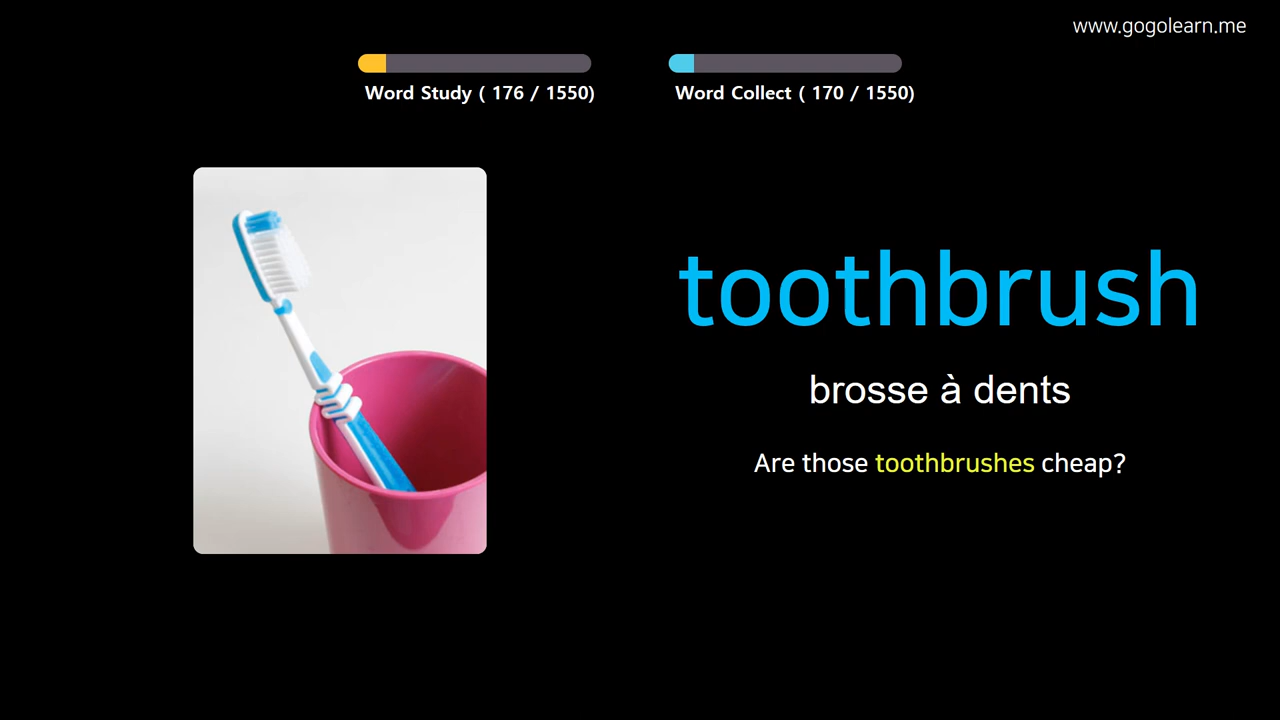 www.gogolearn.me
Word Study ( 176 / 1550)
Word Collect ( 170 / 1550)
toothbrush
brosse à dents
Are those toothbrushes cheap?